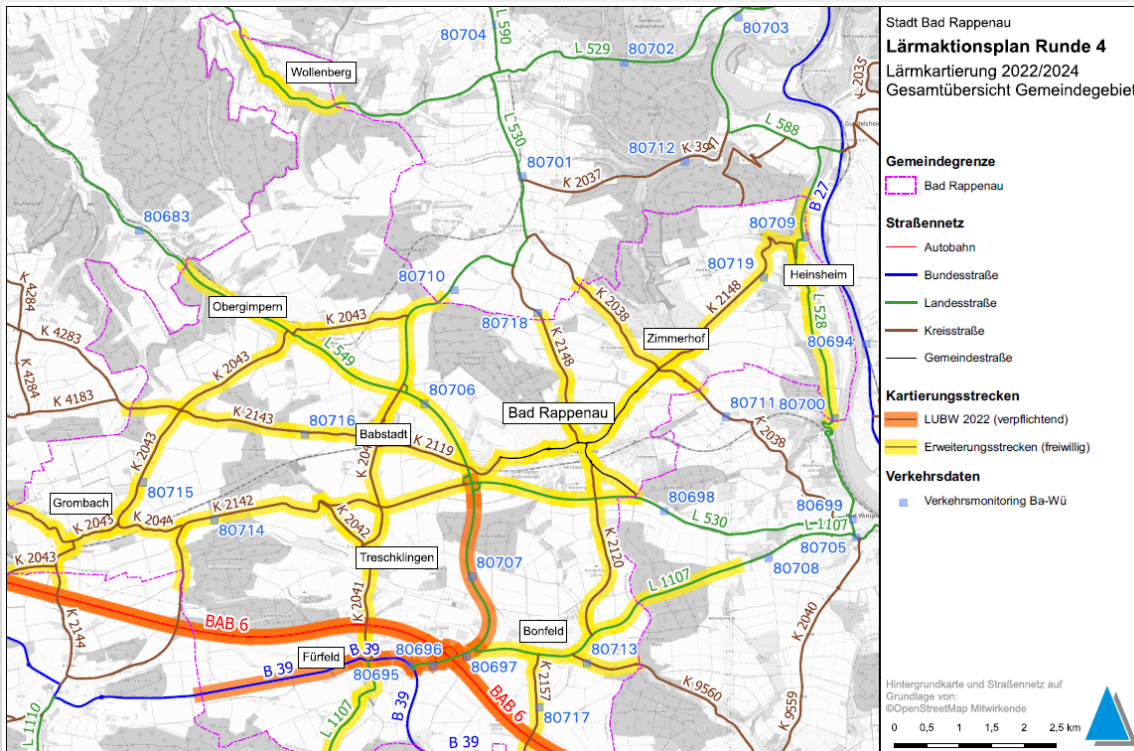 L 590
80704
80703
L 529
80702
Wollenberg
K 2035
L 530
L 588
K 2037
80701
80712
B 27
80683
80709
Heinsheim
80719
80710
Obergimpern
K 2043
K 2148
K 2038
L 528
K 4284
80718
K 2148
Zimmerhof
80694
K 4283
L 549
K 2043
K 4284
K 4183
80706
Bad Rappenau
80711
80700
K 2143
80716
Babstadt
K 2119
K 2038
K 2043
80715
Grombach
K 2142
80698
80699
L 530
L 1107
K 2043
K 2044
80714
K 2042
80705
Treschklingen
K 2120
K 2043
80707
80708
L 1107
K 2041
K 2040
K 2144
BAB 6
Bonfeld
B 39
80696
Fürfeld
80697
80713
B 39
80695
K 9560
K 2157
BAB 6
L 1110
L 1107
B 39
80717
K 9559
B 39
Stadt Bad Rappenau
Lärmaktionsplan Runde 4
Lärmkartierung 2022/2024
Gesamtübersicht Gemeindegebiet
Gemeindegrenze
Bad Rappenau
Straßennetz
Autobahn
Bundesstraße
Landesstraße
Kreisstraße
Gemeindestraße
Kartierungsstrecken
LUBW 2022 (verpflichtend)
Erweiterungsstrecken (freiwillig)
Verkehrsdaten
Verkehrsmonitoring Ba-Wü
Hintergrundkarte und Straßennetz auf
Grundlage von:
©OpenStreetMap Mitwirkende
0 0,5 1 1,5 2 2,5 km